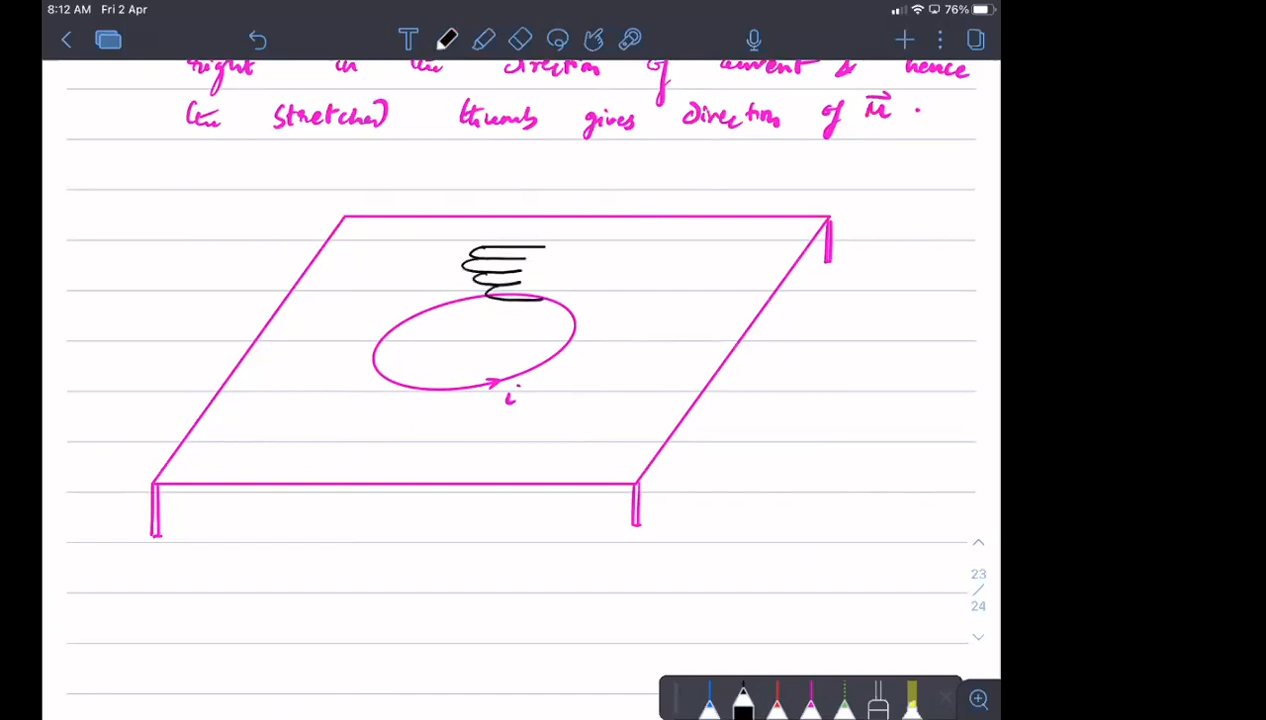 8:12 AM Fri 2 Apr
76%
T
right in the direction of current & hence
(the stretched) thumb gives direction of M⃗ .
i
23
/
24